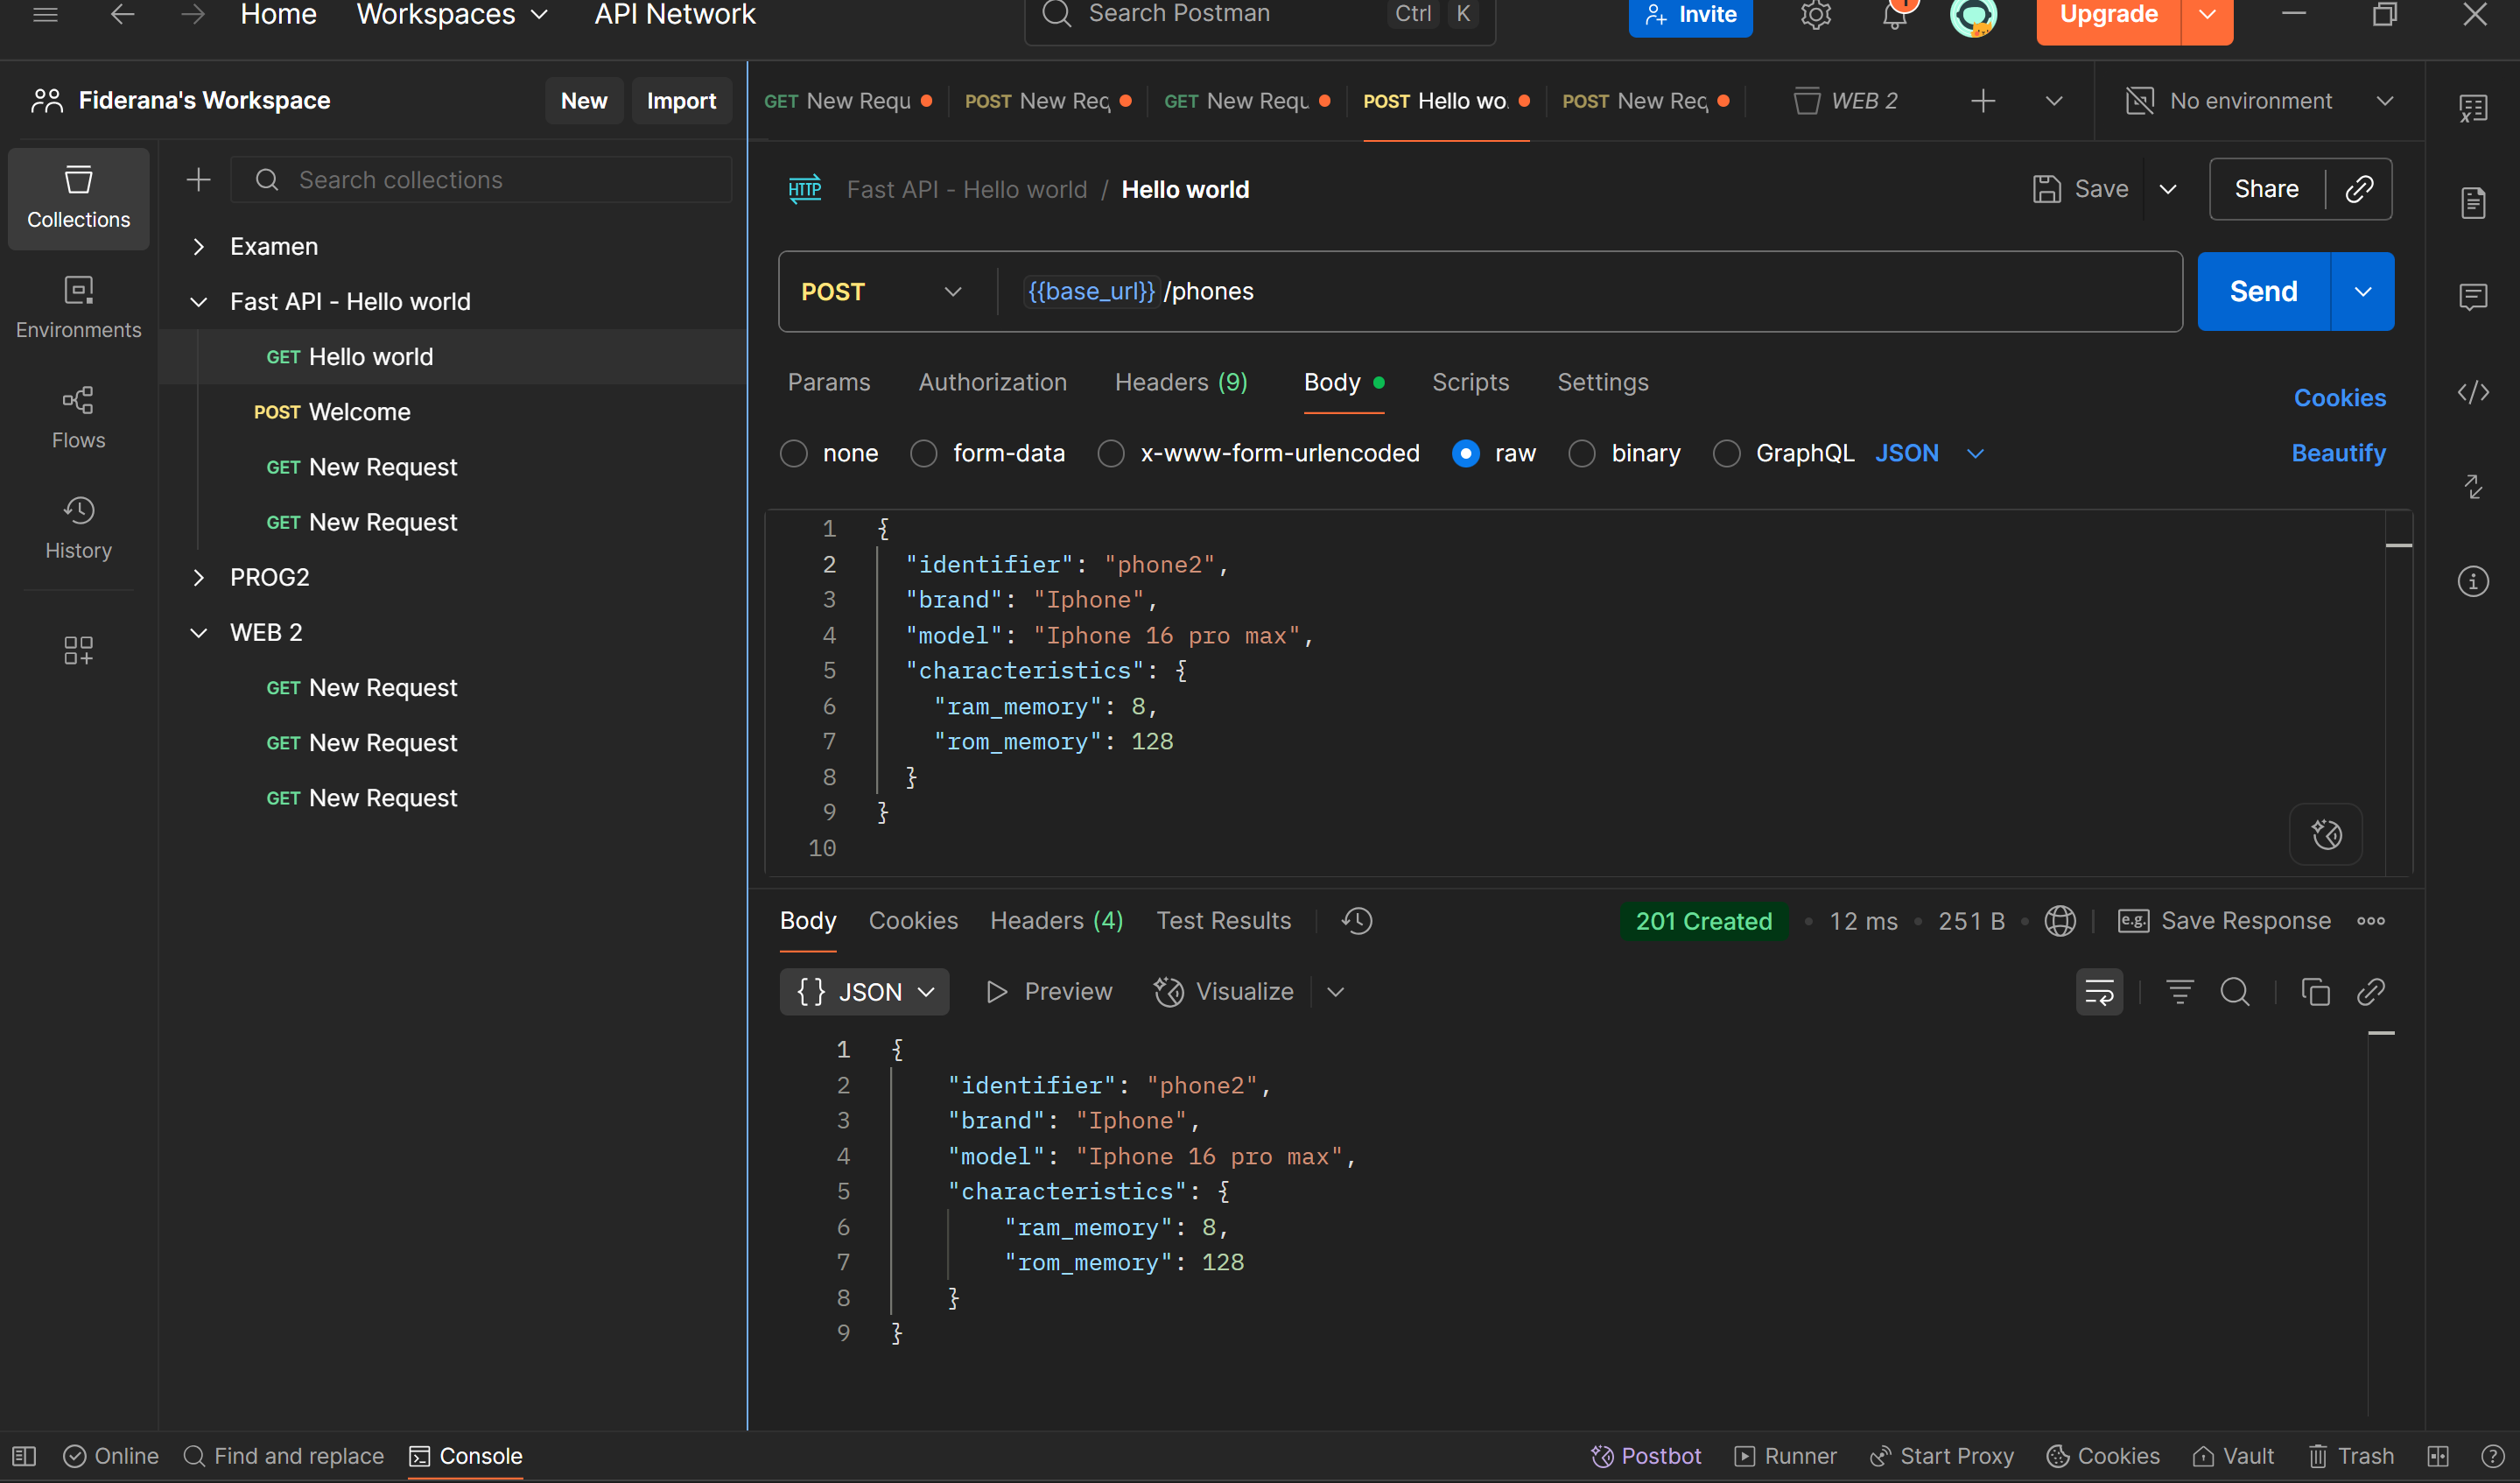 Home Workspaces API Network Search Postman Ctrl K Invite 1 Upgrade
Fiderana's Workspace New Import
GET New Requ POST New Req GET New Requ POST Hello wo. POST New Req WEB 2 No environment
Collections
Environments
Flows
History
Search collections
Examen
Fast API - Hello world
GET Hello world
POST Welcome
GET New Request
GET New Request
PROG2
WEB 2
GET New Request
GET New Request
GET New Request
HTTP Fast API - Hello world / Hello world Save Share
POST {{base_url}} /phones Send
Params Authorization Headers (9) Body Scripts Settings Cookies
none form-data x-www-form-urlencoded raw binary GraphQL JSON Beautify
1 {
2 "identifier": "phone2",
3 "brand": "Iphone",
4 "model": "Iphone 16 pro max",
5 "characteristics": {
6 "ram_memory": 8,
7 "rom_memory": 128
8 }
9 }
10
Body Cookies Headers (4) Test Results 201 Created 12 ms 251 B e.g. Save Response
{} JSON Preview Visualize
1 {
2 "identifier": "phone2",
3 "brand": "Iphone",
4 "model": "Iphone 16 pro max",
5 "characteristics": {
6 "ram_memory": 8,
7 "rom_memory": 128
8 }
9 }
Online Find and replace Console Postbot Runner Start Proxy Cookies Vault Trash